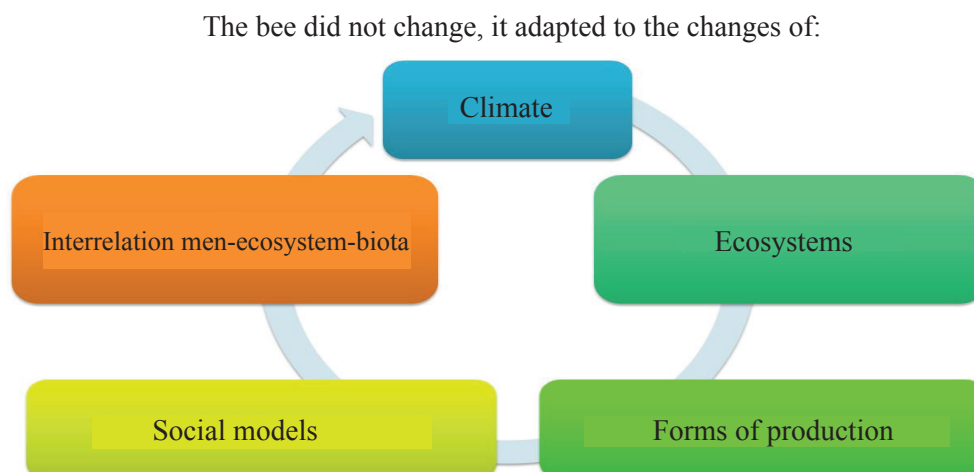 The bee did not change, it adapted to the changes of:
Climate
Ecosystems
Forms of production
Social models
Interrelation men-ecosystem-biota